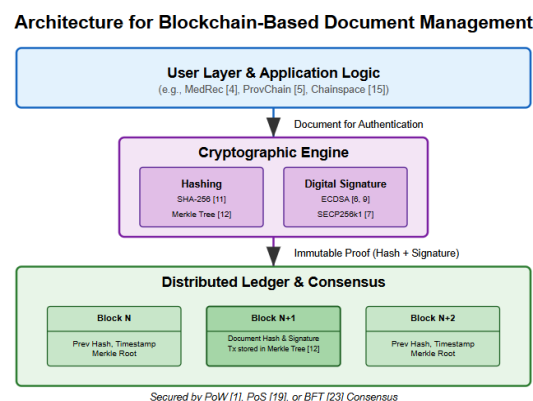 Architecture for Blockchain-Based Document Management
User Layer & Application Logic
(e.g., MedRec [4], ProvChain [5], Chainspace [15])
Document for Authentication
Cryptographic Engine
Hashing
SHA-256 [11]
Merkle Tree [12]
Digital Signature
ECDSA [6, 9]
SECP256k1 [7]
Immutable Proof (Hash + Signature)
Distributed Ledger & Consensus
Block N
Prev Hash, Timestamp
Merkle Root
Block N+1
Document Hash & Signature
Tx stored in Merkle Tree [12]
Block N+2
Prev Hash, Timestamp
Merkle Root
Secured by PoW [1], PoS [19], or BFT [23] Consensus